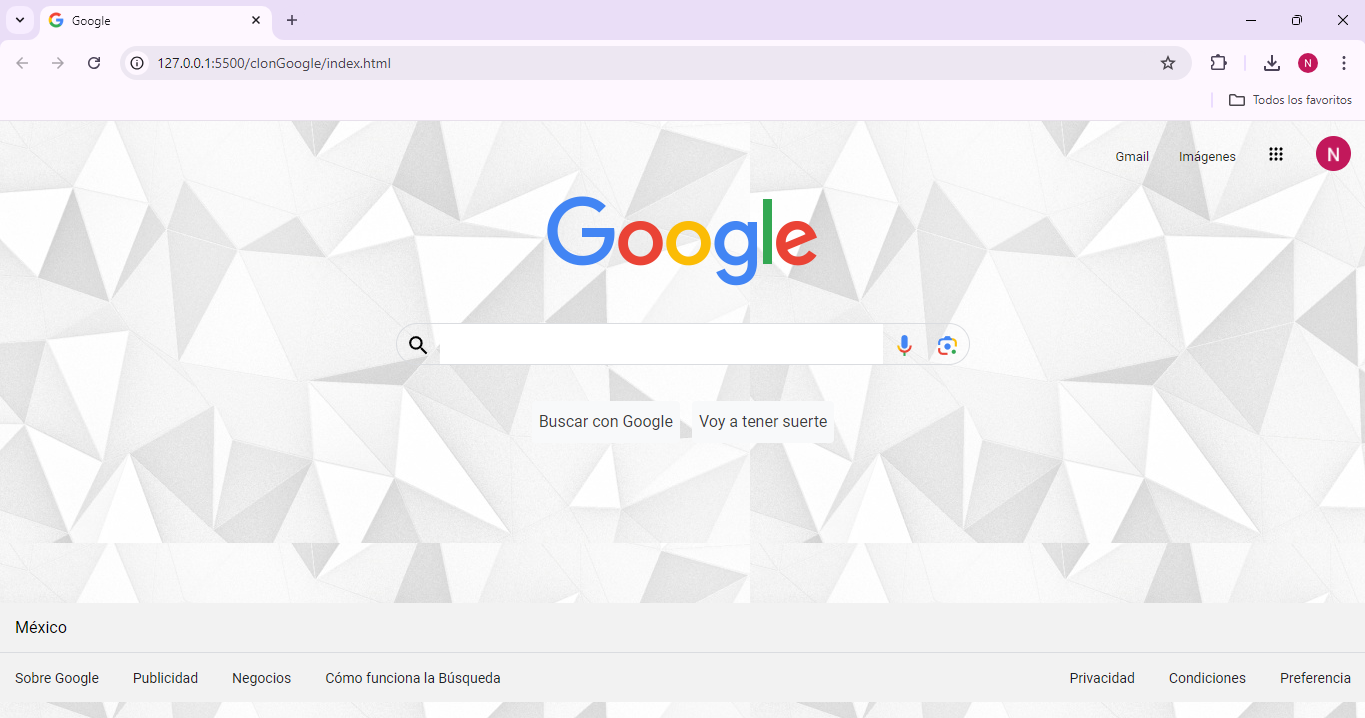 Google
127.0.0.1:5500/clonGoogle/index.html
N
Todos los favoritos
Gmail Imágenes N
Google
Buscar con Google Voy a tener suerte
México
Sobre Google Publicidad Negocios Cómo funciona la Búsqueda Privacidad Condiciones Preferencia